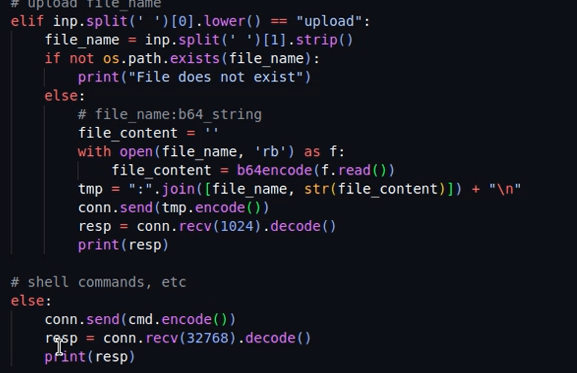 # upload file_name
elif inp.split(' ')[0].lower() == "upload":
    file_name = inp.split(' ')[1].strip()
    if not os.path.exists(file_name):
        print("File does not exist")
    else:
        # file_name:b64_string
        file_content = ''
        with open(file_name, 'rb') as f:
            file_content = b64encode(f.read())
        tmp = ":".join([file_name, str(file_content)]) + "\n"
        conn.send(tmp.encode())
        resp = conn.recv(1024).decode()
        print(resp)

# shell commands, etc
else:
    conn.send(cmd.encode())
    resp = conn.recv(32768).decode()
    print(resp)